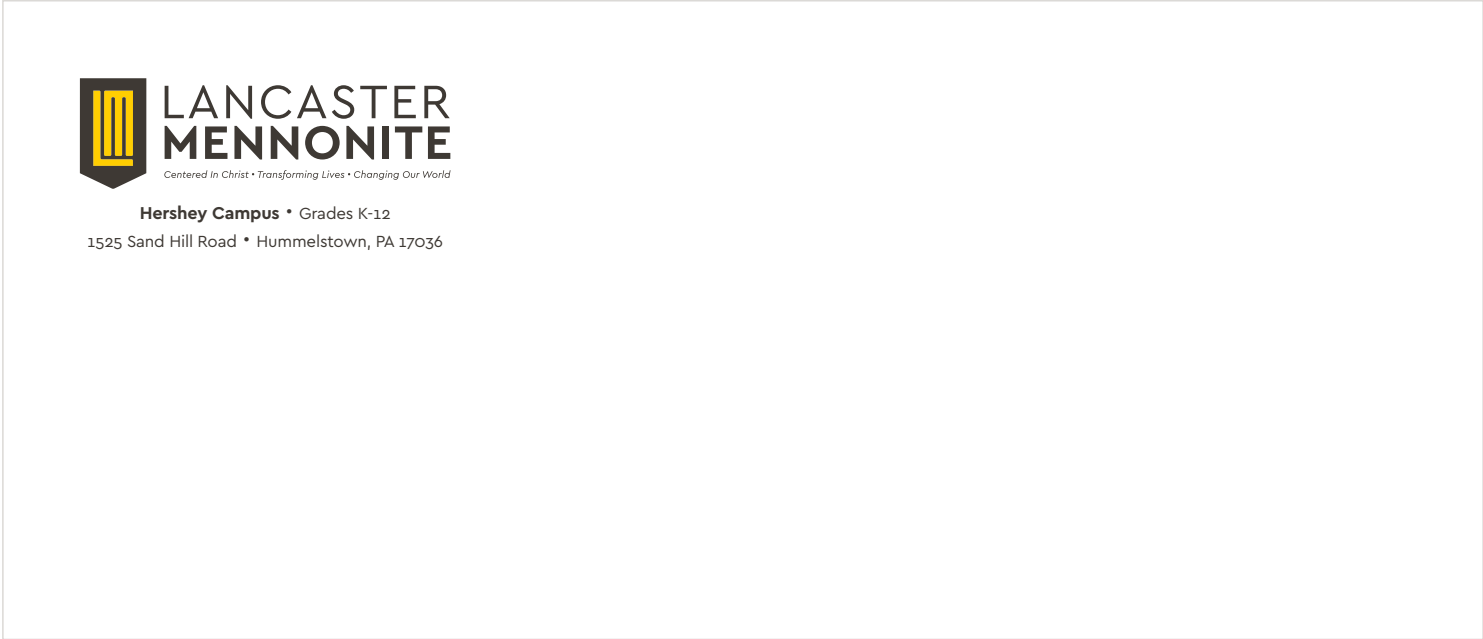 LANCASTER
MENNONITE
Centered In Christ • Transforming Lives • Changing Our World
Hershey Campus • Grades K-12
1525 Sand Hill Road • Hummelstown, PA 17036